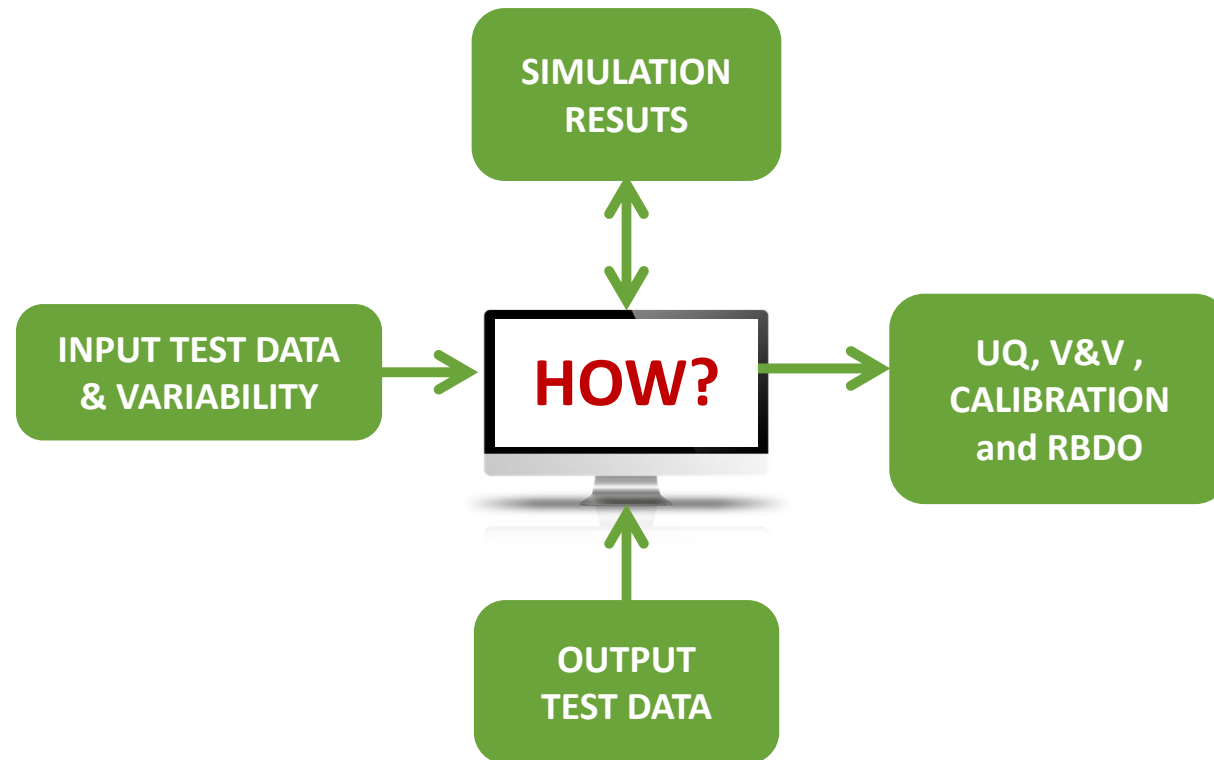 SIMULATION
RESUTS
INPUT TEST DATA
& VARIABILITY
HOW?
UQ, V&V ,
CALIBRATION
and RBDO
OUTPUT
TEST DATA